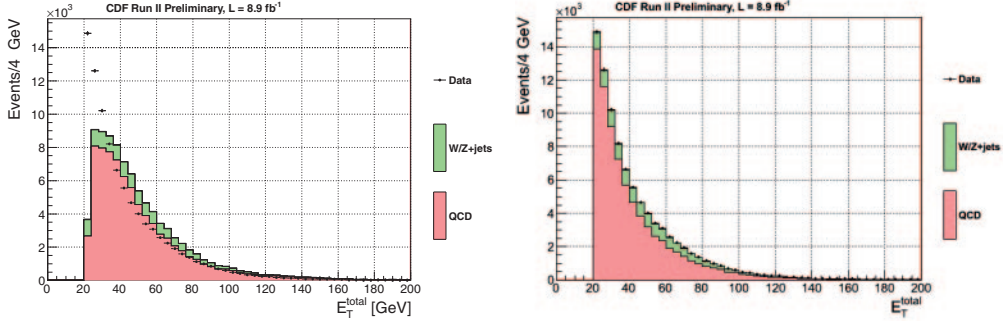 CDF Run II Preliminary, L = 8.9 fb⁻¹
×10³
Events/4 GeV
14
12
10
8
6
4
2
0
0 20 40 60 80 100 120 140 160 180 200
E_T^total [GeV]
Data
W/Z+jets
QCD
CDF Run II Preliminary, L = 8.9 fb⁻¹
×10³
Events/4 GeV
14
12
10
8
6
4
2
0
0 20 40 60 80 100 120 140 160 180 200
E_T^total
Data
W/Z+jets
QCD